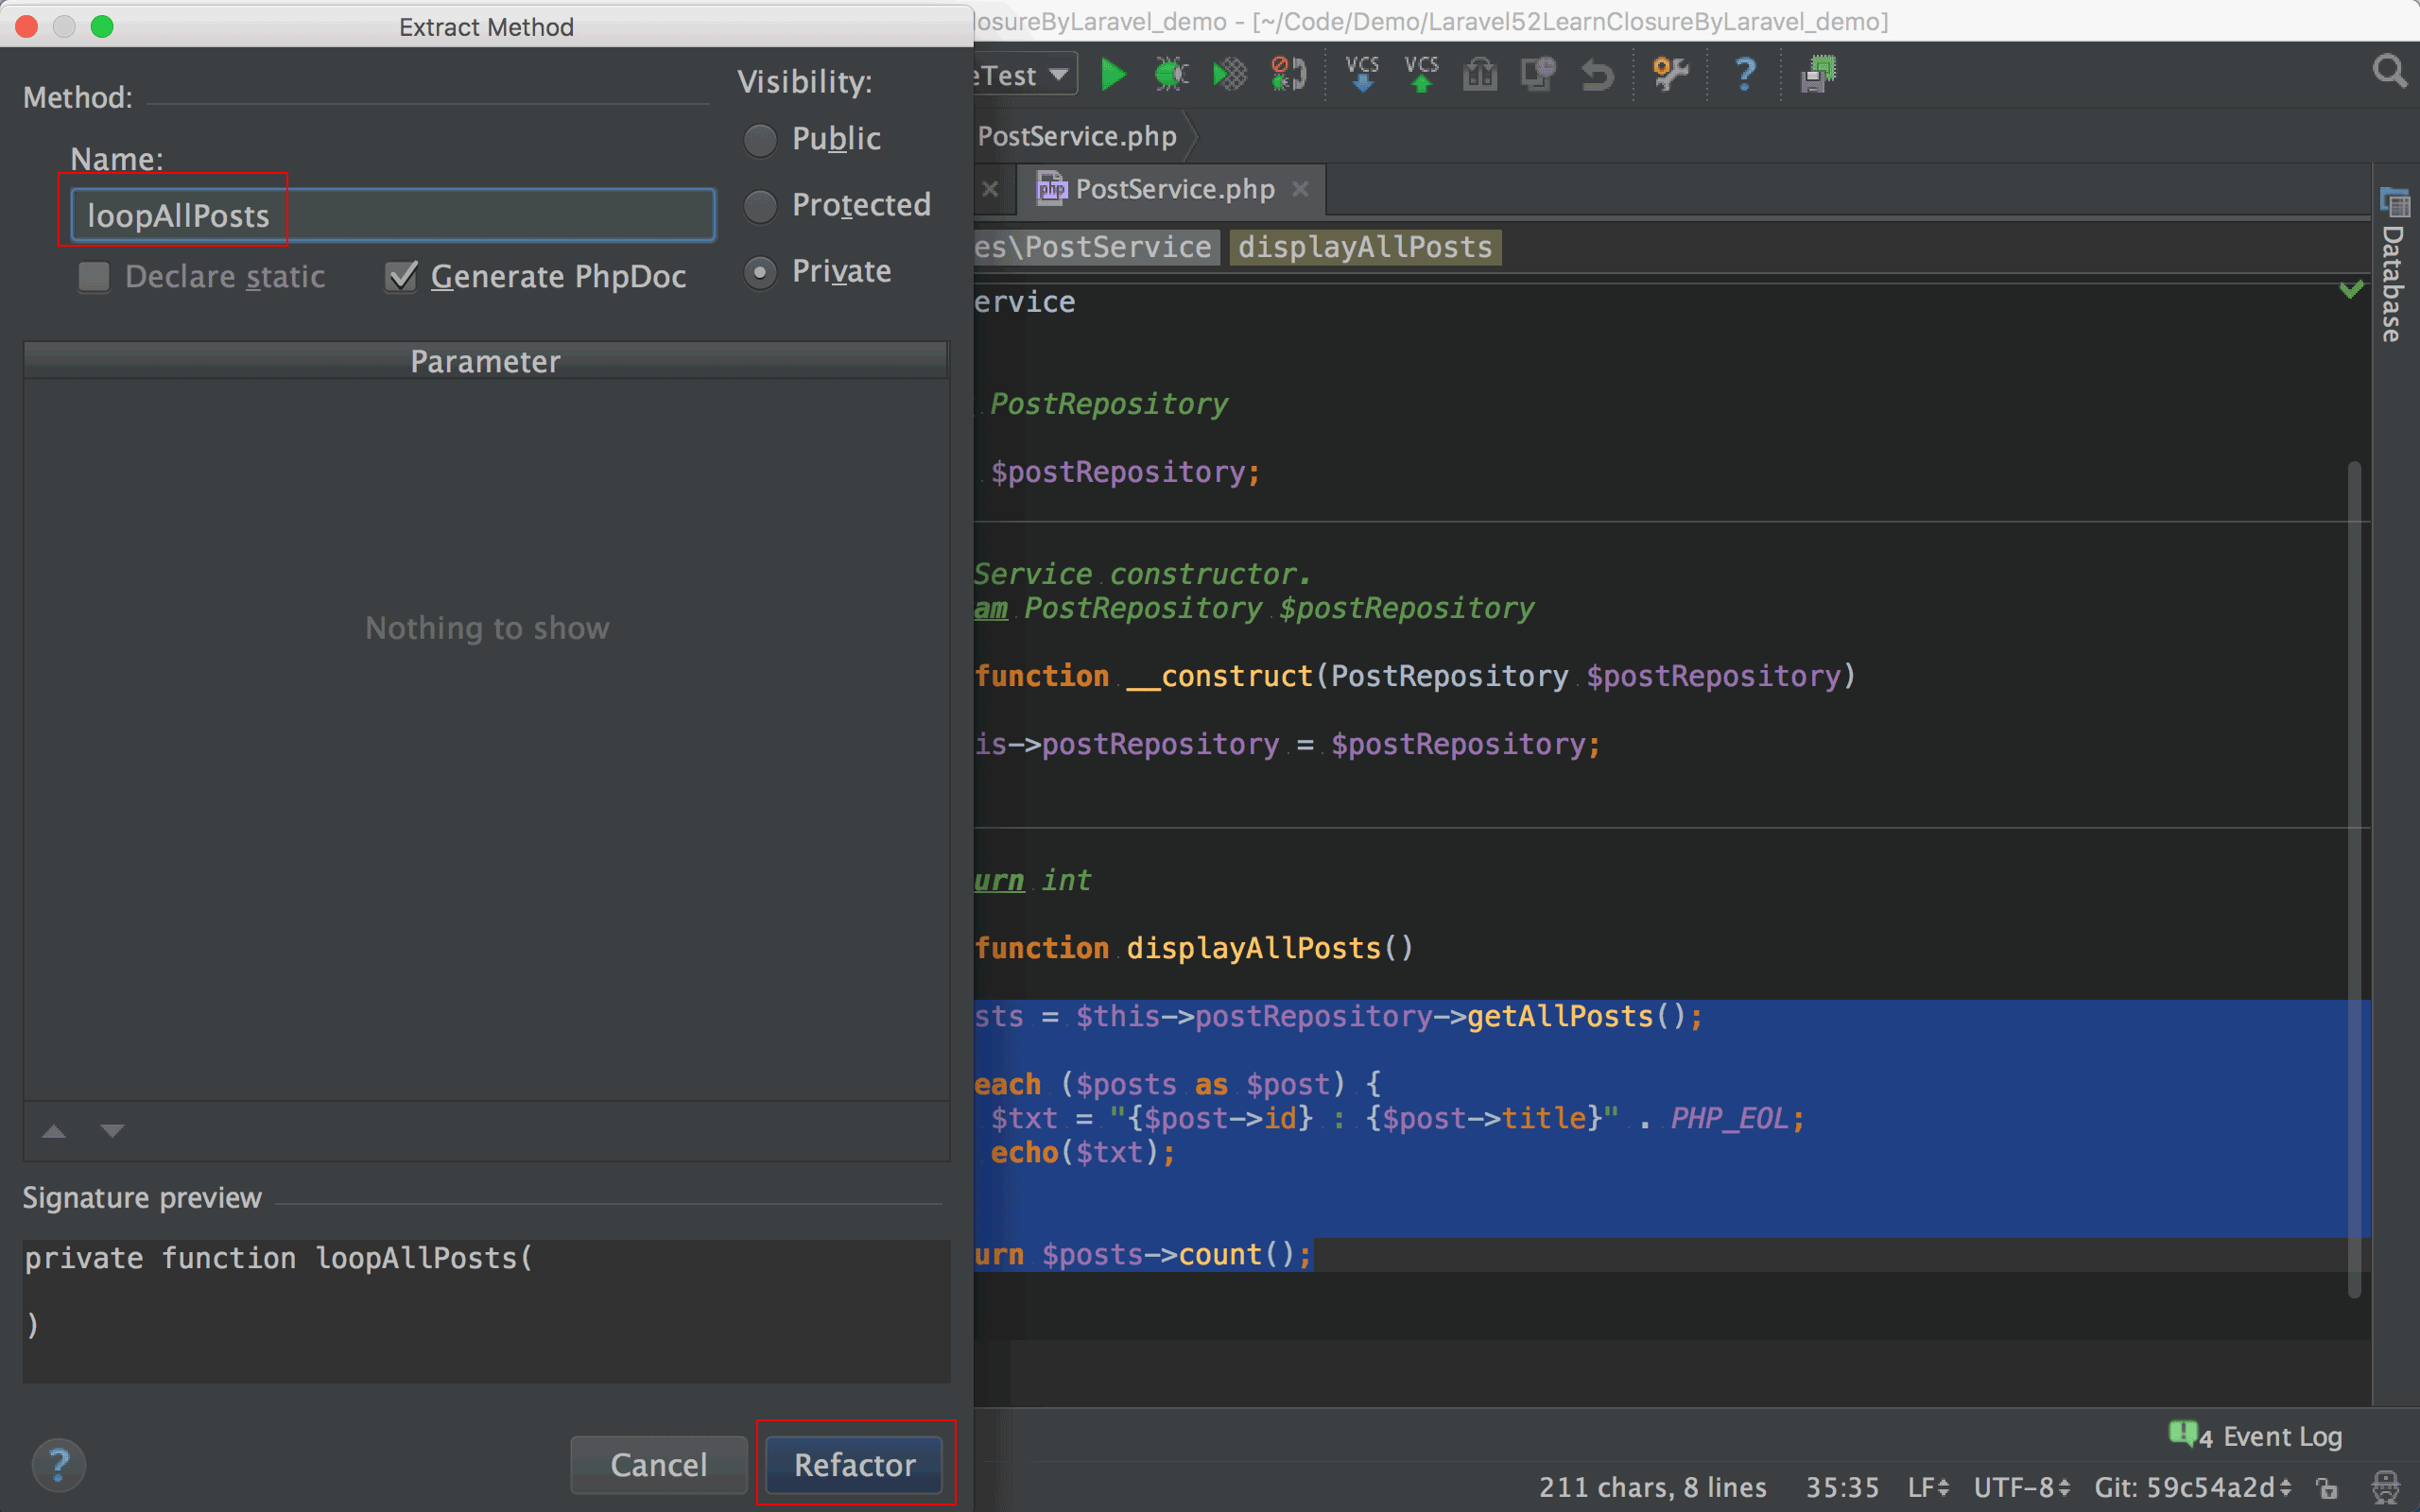 Extract Method
Method:
Name:
loopAllPosts
Declare static
Generate PhpDoc
Visibility:
Public
Protected
Private
Parameter
Nothing to show
Signature preview
private function loopAllPosts(
)
?
Cancel
Refactor
losureByLaravel_demo - [~/Code/Demo/Laravel52LearnClosureByLaravel_demo]
eTest
VCS
VCS
?
PostService.php
php PostService.php
es\PostService displayAllPosts
ervice
PostRepository
$postRepository;
Service constructor.
am PostRepository $postRepository
function __construct(PostRepository $postRepository)
is->postRepository = $postRepository;
urn int
function displayAllPosts()
sts = $this->postRepository->getAllPosts();
each ($posts as $post) {
$txt = "{$post->id} : {$post->title}" . PHP_EOL;
echo($txt);
urn $posts->count();
Database
4 Event Log
211 chars, 8 lines 35:35 LF UTF-8 Git: 59c54a2d